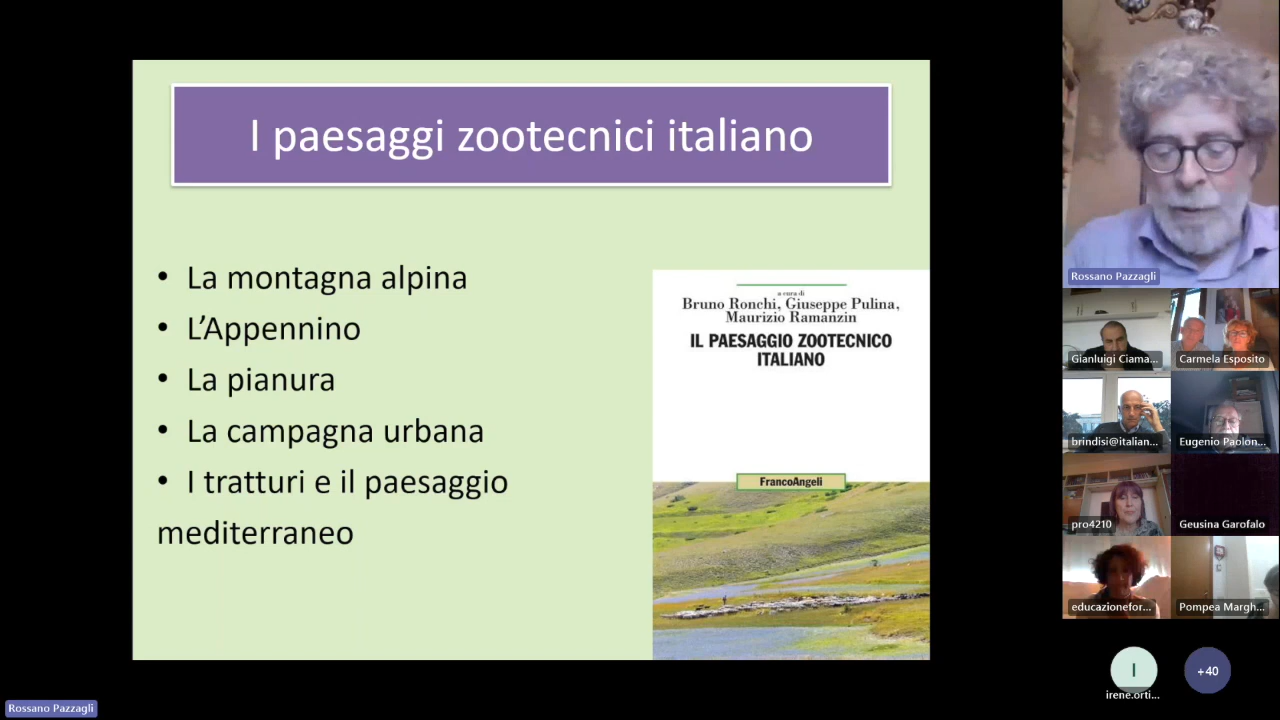 I paesaggi zootecnici italiano
• La montagna alpina
• L’Appennino
• La pianura
• La campagna urbana
• I tratturi e il paesaggio
mediterraneo
a cura di
Bruno Ronchi, Giuseppe Pulina,
Maurizio Ramanzin
IL PAESAGGIO ZOOTECNICO
ITALIANO
FrancoAngeli
Rossano Pazzagli
Gianluigi Ciama...
Carmela Esposito
brindisi@italian...
Eugenio Paolon...
pro4210
Geusina Garofalo
educazionefor...
Pompea Margh...
I
+40
irene.orti...
Rossano Pazzagli